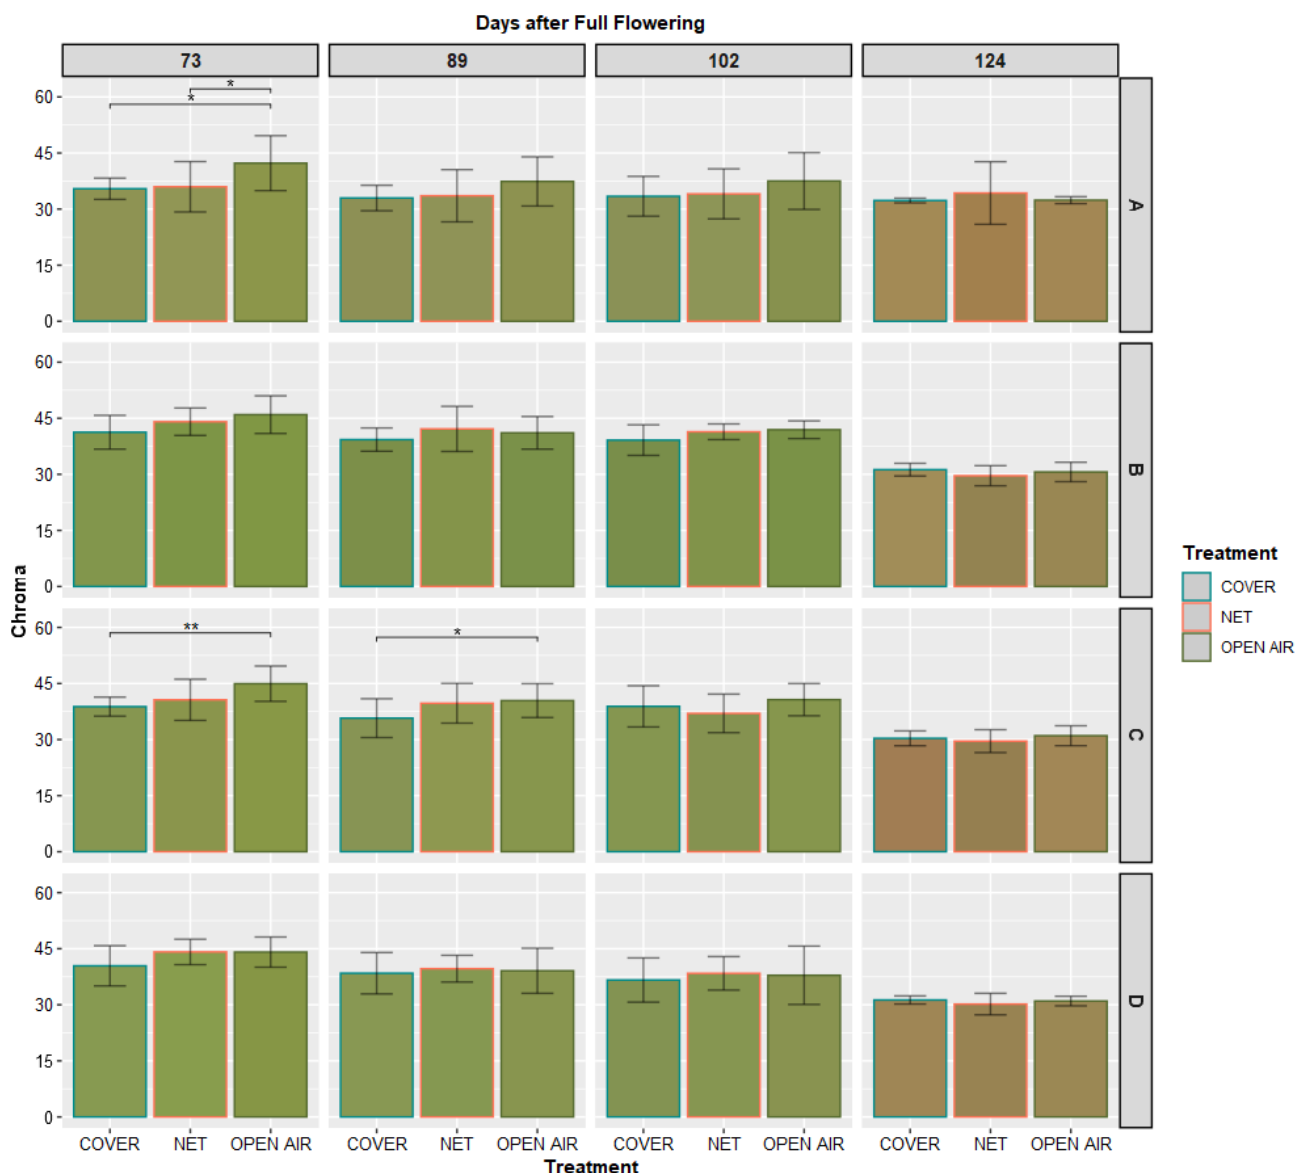 Days after Full Flowering
73 89 102 124
* *
60
45
30
15
0
A
60
45
30
15
0
B
** *
60
45
30
15
0
C
60
45
30
15
0
D
Chroma
COVER NET OPEN AIR COVER NET OPEN AIR COVER NET OPEN AIR COVER NET OPEN AIR
Treatment
Treatment
COVER
NET
OPEN AIR